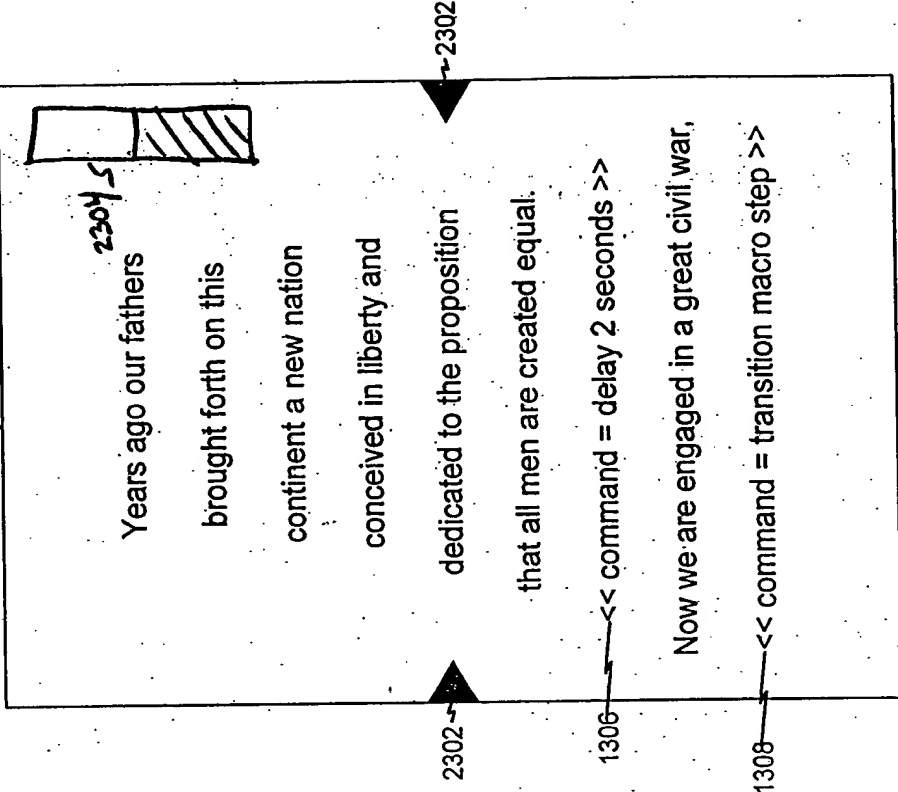 2304
Years ago our fathers
brought forth on this
continent a new nation
conceived in liberty and
2302 2302
dedicated to the proposition
that all men are created equal.
1306 << command = delay 2 seconds >>
Now we are engaged in a great civil war,
1308 << command = transition macro step >>